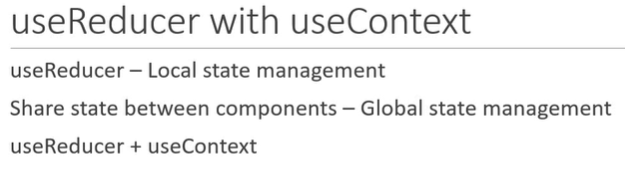 useReducer with useContext
useReducer – Local state management
Share state between components – Global state management
useReducer + useContext